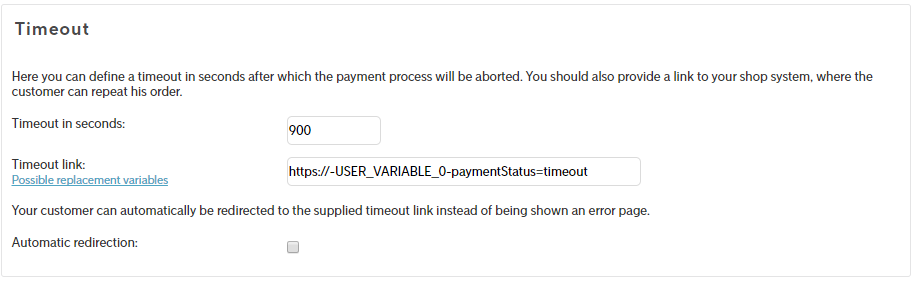 Timeout
Here you can define a timeout in seconds after which the payment process will be aborted. You should also provide a link to your shop system, where the
customer can repeat his order.
Timeout in seconds:
900
Timeout link:
https://-USER_VARIABLE_0-paymentStatus=timeout
Possible replacement variables
Your customer can automatically be redirected to the supplied timeout link instead of being shown an error page.
Automatic redirection: